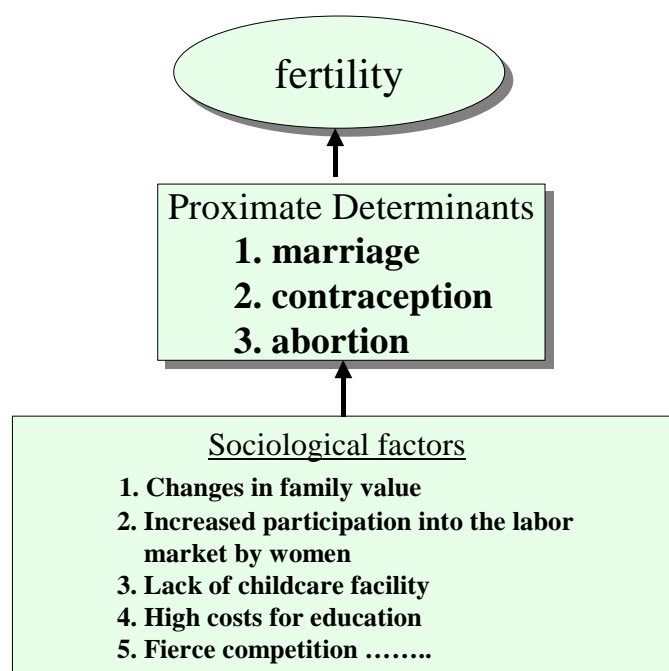 fertility
Proximate Determinants
1. marriage
2. contraception
3. abortion
Sociological factors
1. Changes in family value
2. Increased participation into the labor
market by women
3. Lack of childcare facility
4. High costs for education
5. Fierce competition ……..